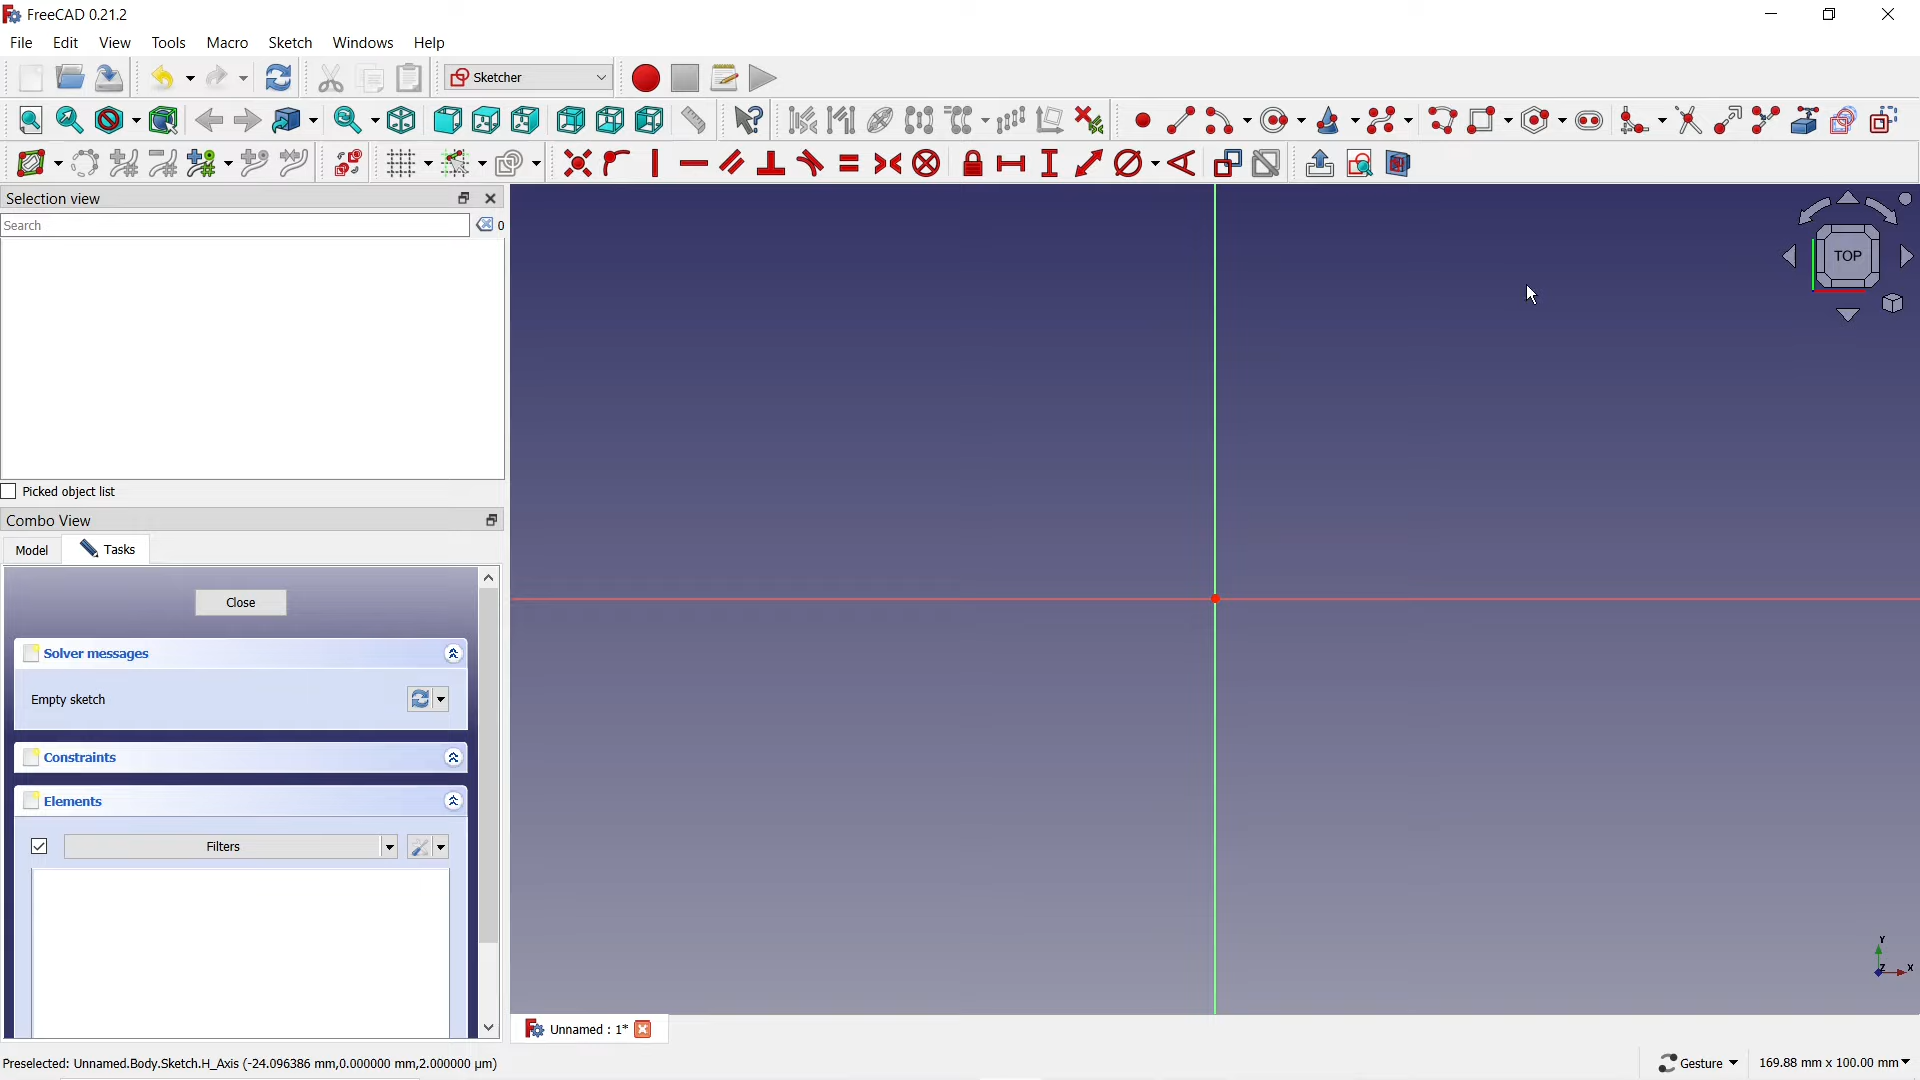 FreeCAD 0.21.2
File Edit View Tools Macro Sketch Windows Help
Sketcher
Selection view
Search
0
TOP
Picked object list
Combo View
Model Tasks
Close
Solver messages
Empty sketch
Constraints
Elements
Filters
Y
Z X
Unnamed : 1*
Preselected: Unnamed.Body.Sketch.H_Axis (-24.096386 mm,0.000000 mm,2.000000 µm)
Gesture 169.88 mm x 100.00 mm